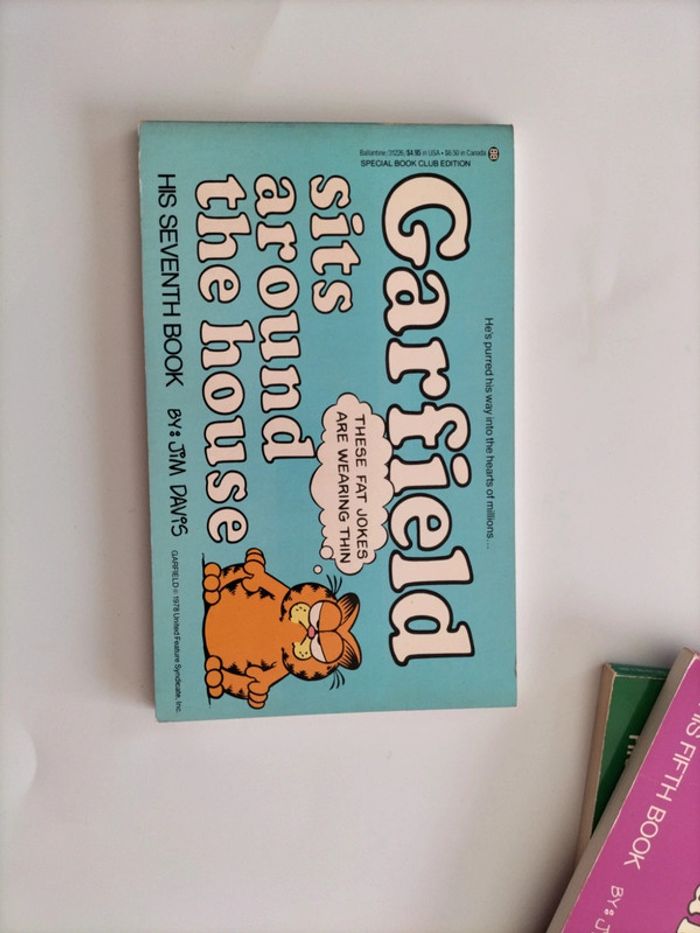 Ballantine/31226/$4.95 in USA • $6.50 in Canada
SPECIAL BOOK CLUB EDITION
He's purred his way into the hearts of millions...
Garfield
sits
around
the house
THESE FAT JOKES
ARE WEARING THIN
HIS SEVENTH BOOK BY: JIM DAVIS
GARFIELD: © 1978 United Feature Syndicate, Inc.
HIS FIFTH BOOK
BY: J